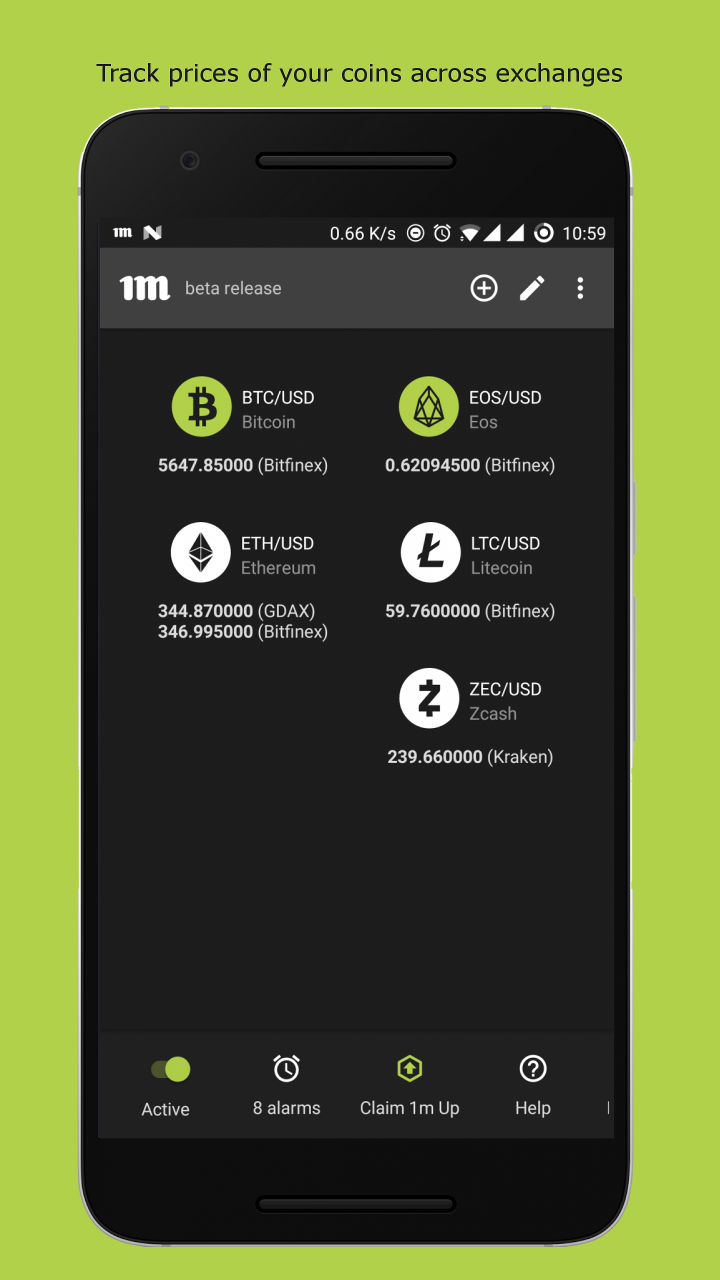 Track prices of your coins across exchanges
1m
0.66 K/s
10:59
1m beta release
BTC/USD
Bitcoin
5647.85000 (Bitfinex)
EOS/USD
Eos
0.62094500 (Bitfinex)
ETH/USD
Ethereum
344.870000 (GDAX)
346.995000 (Bitfinex)
LTC/USD
Litecoin
59.7600000 (Bitfinex)
ZEC/USD
Zcash
239.660000 (Kraken)
Active
8 alarms
Claim 1m Up
Help